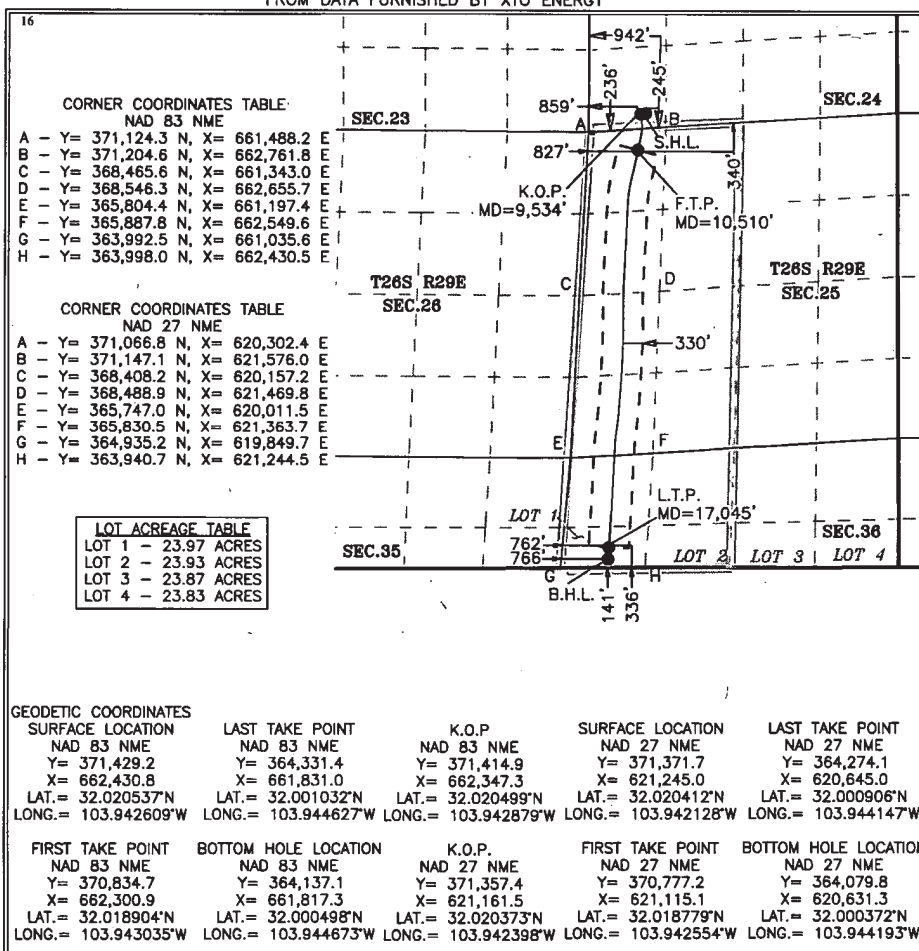 FROM DATA FURNISHED BY XTO ENERGY
16
CORNER COORDINATES TABLE
NAD 83 NME
A - Y= 371,124.3 N, X= 661,488.2 E
B - Y= 371,204.6 N, X= 662,761.8 E
C - Y= 368,465.6 N, X= 661,343.0 E
D - Y= 368,546.3 N, X= 662,655.7 E
E - Y= 365,804.4 N, X= 661,197.4 E
F - Y= 365,887.8 N, X= 662,549.6 E
G - Y= 363,992.5 N, X= 661,035.6 E
H - Y= 363,998.0 N, X= 662,430.5 E
CORNER COORDINATES TABLE
NAD 27 NME
A - Y= 371,066.8 N, X= 620,302.4 E
B - Y= 371,147.1 N, X= 621,576.0 E
C - Y= 368,408.2 N, X= 620,157.2 E
D - Y= 368,488.9 N, X= 621,469.8 E
E - Y= 365,747.0 N, X= 620,011.5 E
F - Y= 365,830.5 N, X= 621,363.7 E
G - Y= 364,935.2 N, X= 619,849.7 E
H - Y= 363,940.7 N, X= 621,244.5 E
LOT ACREAGE TABLE
LOT 1 - 23.97 ACRES
LOT 2 - 23.93 ACRES
LOT 3 - 23.87 ACRES
LOT 4 - 23.83 ACRES
942'
236'
245'
859'
SEC.23
A
B
SEC.24
S.H.L.
827'
340'
K.O.P.
MD=9,534'
F.T.P.
MD=10,510'
T26S R29E
SEC.26
C
D
T26S R29E
SEC.25
330'
E
F
L.T.P.
MD=17,045'
LOT 1
SEC.35
762'
766'
SEC.36
LOT 2
LOT 3
LOT 4
G
H
B.H.L.
141'
336'
GEODETIC COORDINATES
SURFACE LOCATION LAST TAKE POINT K.O.P SURFACE LOCATION LAST TAKE POINT
NAD 83 NME NAD 83 NME NAD 83 NME NAD 27 NME NAD 27 NME
Y= 371,429.2 Y= 364,331.4 Y= 371,414.9 Y= 371,371.7 Y= 364,274.1
X= 662,430.8 X= 661,831.0 X= 662,347.3 X= 621,245.0 X= 620,645.0
LAT.= 32.020537°N LAT.= 32.001032°N LAT.= 32.020499°N LAT.= 32.020412°N LAT.= 32.000906°N
LONG.= 103.942609°W LONG.= 103.944627°W LONG.= 103.942879°W LONG.= 103.942128°W LONG.= 103.944147°W
FIRST TAKE POINT BOTTOM HOLE LOCATION K.O.P. FIRST TAKE POINT BOTTOM HOLE LOCATION
NAD 83 NME NAD 83 NME NAD 27 NME NAD 27 NME NAD 27 NME
Y= 370,834.7 Y= 364,137.1 Y= 371,357.4 Y= 370,777.2 Y= 364,079.8
X= 662,300.9 X= 661,817.3 X= 621,161.5 X= 621,115.1 X= 620,631.3
LAT.= 32.018904°N LAT.= 32.000498°N LAT.= 32.020373°N LAT.= 32.018779°N LAT.= 32.000372°N
LONG.= 103.943035°W LONG.= 103.944673°W LONG.= 103.942398°W LONG.= 103.942554°W LONG.= 103.944193°W